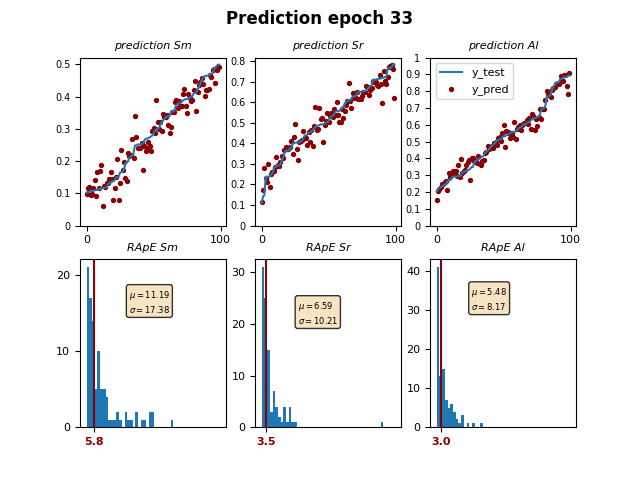 Prediction epoch 33
prediction Sm
prediction Sr
prediction Al
0.5
0.4
0.3
0.2
0.1
0
0 100
0.8
0.7
0.6
0.5
0.4
0.3
0.2
0.1
0
0 100
1
0.9
0.8
0.7
0.6
0.5
0.4
0.3
0.2
0.1
0
0 100
y_test
y_pred
RApE Sm
RApE Sr
RApE Al
20
10
0
μ = 11.19
σ = 17.38
5.8
30
20
10
0
μ = 6.59
σ = 10.21
3.5
40
30
20
10
0
μ = 5.48
σ = 8.17
3.0